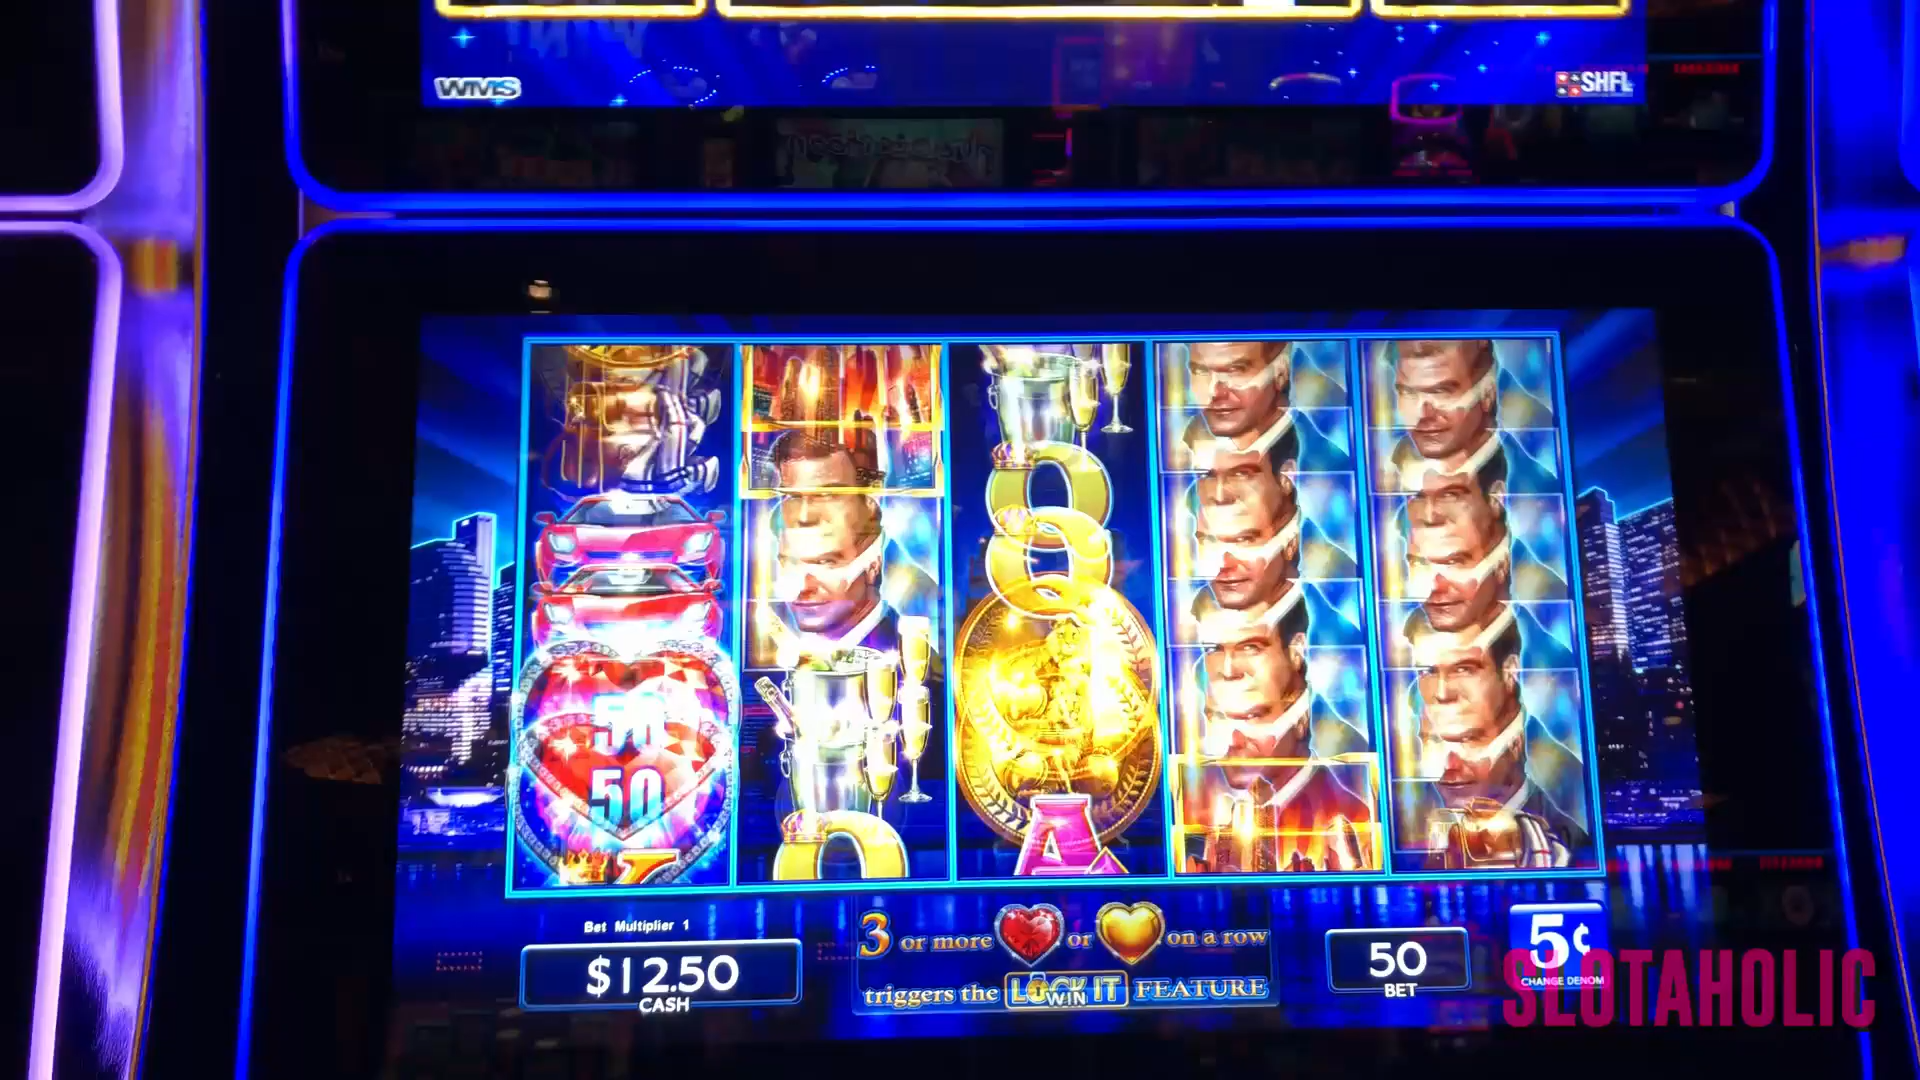 WMS
SHFL
50
50
Q
Q
Q
A
J
Bet Multiplier 1
$12.50
CASH
3 or more or on a row
triggers the LOCK IT FEATURE
WIN
50
BET
5¢
CHANGE DENOM
SLOTAHOLIC